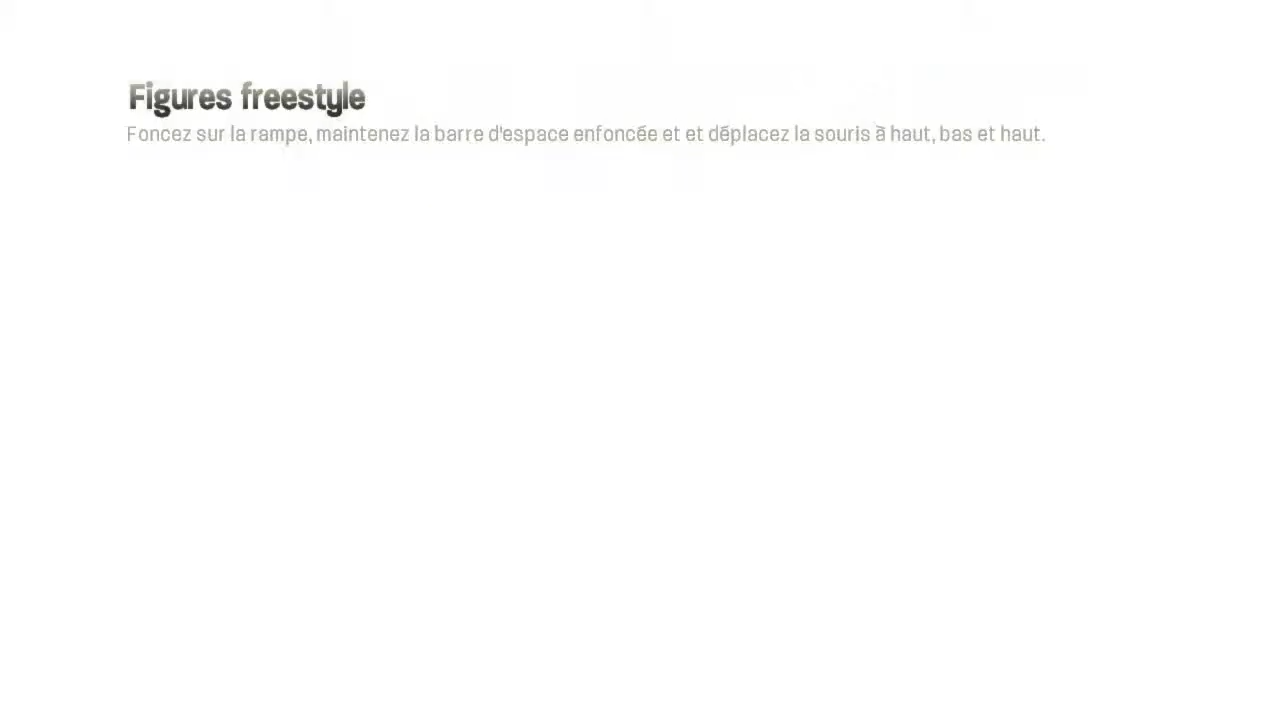 Figures freestyle
Foncez sur la rampe, maintenez la barre d'espace enfoncée et et déplacez la souris à haut, bas et haut.